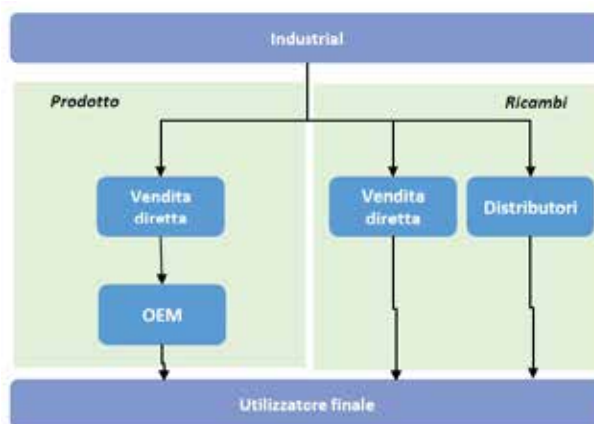 Industrial
Prodotto
Ricambi
Vendita
diretta
Vendita
diretta
Distributori
OEM
Utilizzatore finale